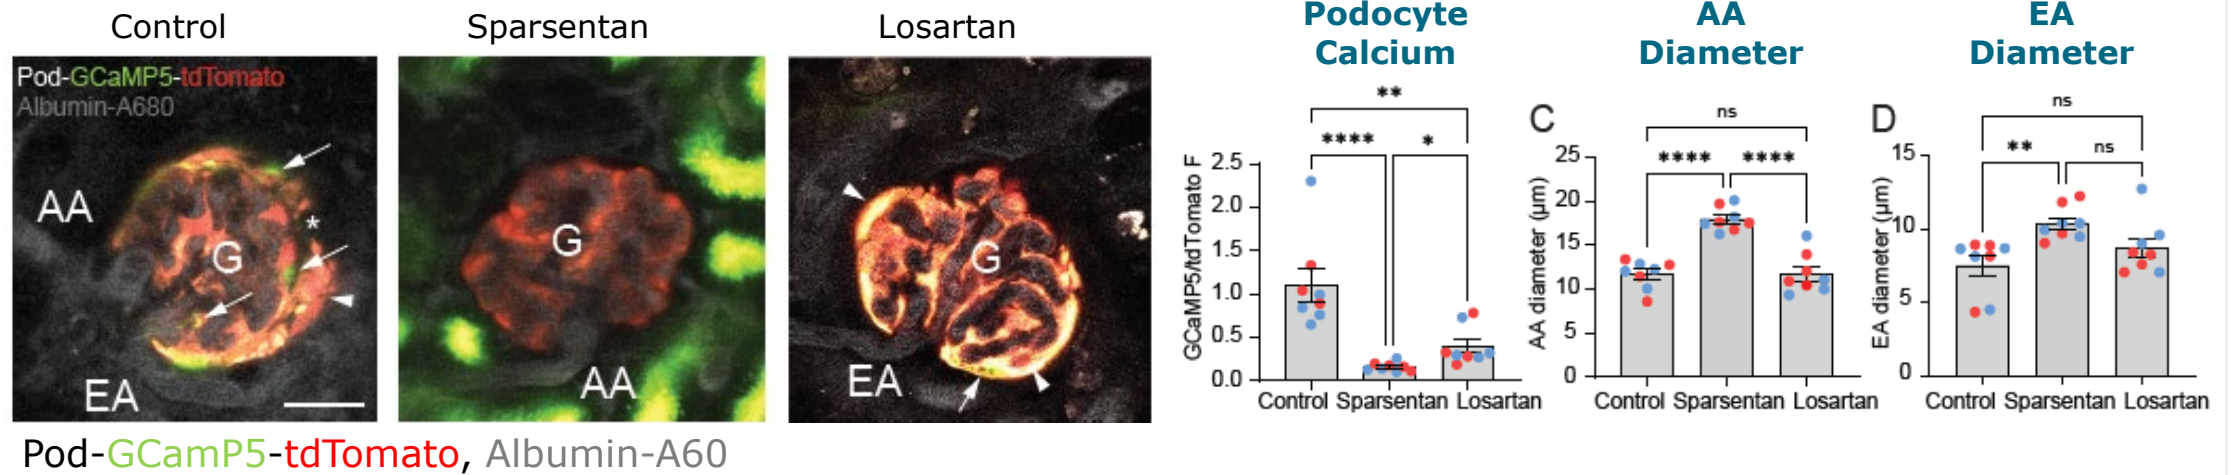 Control
Sparsentan
Losartan
Pod-GCaMP5-tdTomato
Albumin-A680
AA
G
*
EA
G
AA
G
EA
Pod-GCamP5-tdTomato, Albumin-A60
Podocyte
Calcium
**
****
*
GCaMP5/tdTomato F
2.5
2.0
1.5
1.0
0.5
0.0
Control Sparsentan Losartan
AA
Diameter
C
ns
****
****
AA diameter (µm)
25
20
15
10
5
0
Control Sparsentan Losartan
EA
Diameter
D
ns
**
ns
EA diameter (µm)
15
10
5
0
Control Sparsentan Losartan